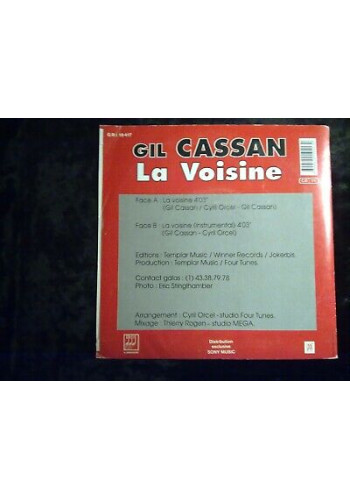 GIL CASSAN
La Voisine
Face A : La voisine 4'03"
(Gil Cassan / Cyril Orcel - Gil Cassan)
Face B : La voisine (instrumental) 4'03"
(Gil Cassan - Cyril Orcel)
Editions : Templar Music / Winner Records / Jokerbis.
Production : Templar Music / Four Tunes.
Contact galas : (1) 43.38.79.78.
Photo : Eric Stinglhamber
Arrangement : Cyril Orcel - studio Four Tunes.
Mixage : Thierry Rogen - studio MEGA.
Distribution
exclusive
SONY MUSIC